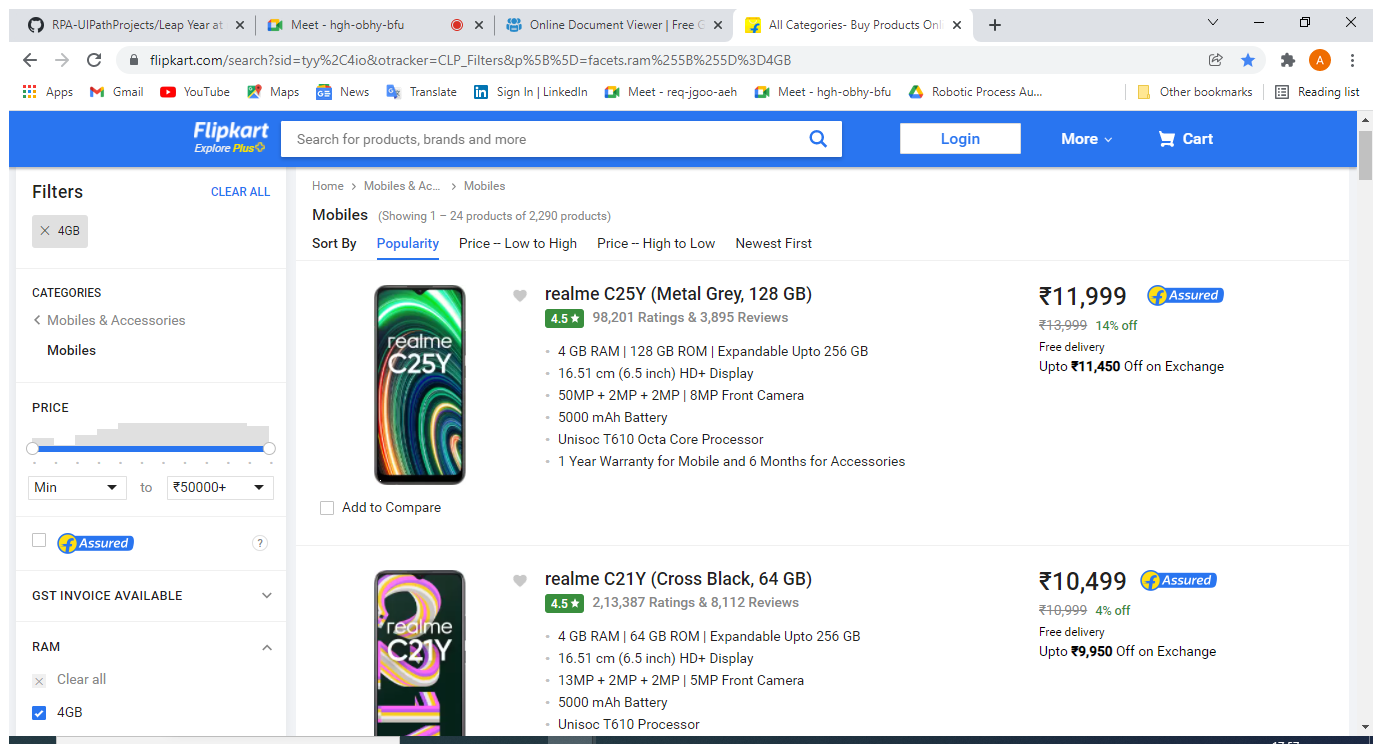 RPA-UIPathProjects/Leap Year at
Meet - hgh-obhy-bfu
Online Document Viewer | Free G
All Categories- Buy Products Onl
flipkart.com/search?sid=tyy%2C4io&otracker=CLP_Filters&p%5B%5D=facets.ram%255B%255D%3D4GB
A
Apps
Gmail
YouTube
Maps
News
Translate
Sign In | LinkedIn
Meet - req-jgoo-aeh
Meet - hgh-obhy-bfu
Robotic Process Au...
Other bookmarks
Reading list
Flipkart
Explore Plus
Search for products, brands and more
Login
More
Cart
Filters
CLEAR ALL
4GB
CATEGORIES
Mobiles & Accessories
Mobiles
PRICE
Min
to
₹50000+
Assured
?
GST INVOICE AVAILABLE
RAM
Clear all
4GB
Home > Mobiles & Ac... > Mobiles
Mobiles (Showing 1 – 24 products of 2,290 products)
Sort By Popularity Price -- Low to High Price -- High to Low Newest First
realme
C25Y
Add to Compare
realme C25Y (Metal Grey, 128 GB)
4.5★ 98,201 Ratings & 3,895 Reviews
4 GB RAM | 128 GB ROM | Expandable Upto 256 GB
16.51 cm (6.5 inch) HD+ Display
50MP + 2MP + 2MP | 8MP Front Camera
5000 mAh Battery
Unisoc T610 Octa Core Processor
1 Year Warranty for Mobile and 6 Months for Accessories
₹11,999
Assured
₹13,999 14% off
Free delivery
Upto ₹11,450 Off on Exchange
C21Y
realme
C21Y
realme C21Y (Cross Black, 64 GB)
4.5★ 2,13,387 Ratings & 8,112 Reviews
4 GB RAM | 64 GB ROM | Expandable Upto 256 GB
16.51 cm (6.5 inch) HD+ Display
13MP + 2MP + 2MP | 5MP Front Camera
5000 mAh Battery
Unisoc T610 Processor
₹10,499
Assured
₹10,999 4% off
Free delivery
Upto ₹9,950 Off on Exchange